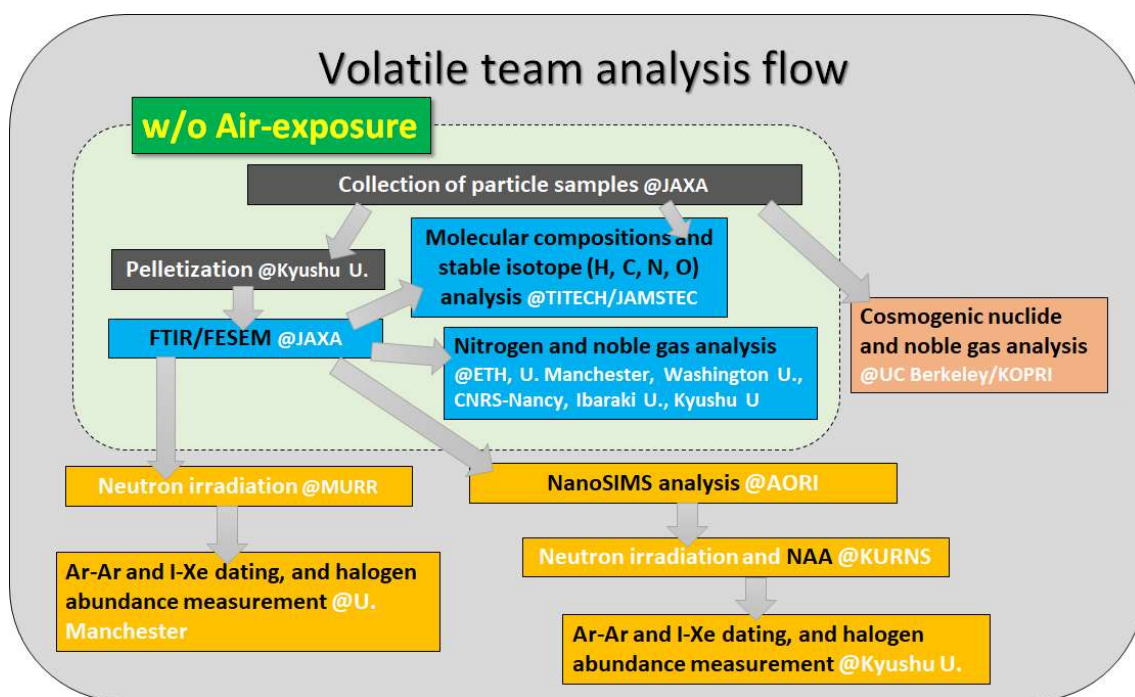 Volatile team analysis flow
w/o Air-exposure
Collection of particle samples @JAXA
Molecular compositions and
stable isotope (H, C, N, O)
analysis @TITECH/JAMSTEC
Pelletization @Kyushu U.
FTIR/FESEM @JAXA
Nitrogen and noble gas analysis
@ETH, U. Manchester, Washington U.,
CNRS-Nancy, Ibaraki U., Kyushu U
Cosmogenic nuclide
and noble gas analysis
@UC Berkeley/KOPRI
Neutron irradiation @MURR
NanoSIMS analysis @AORI
Neutron irradiation and NAA @KURNS
Ar-Ar and I-Xe dating, and halogen
abundance measurement @U.
Manchester
Ar-Ar and I-Xe dating, and halogen
abundance measurement @Kyushu U.